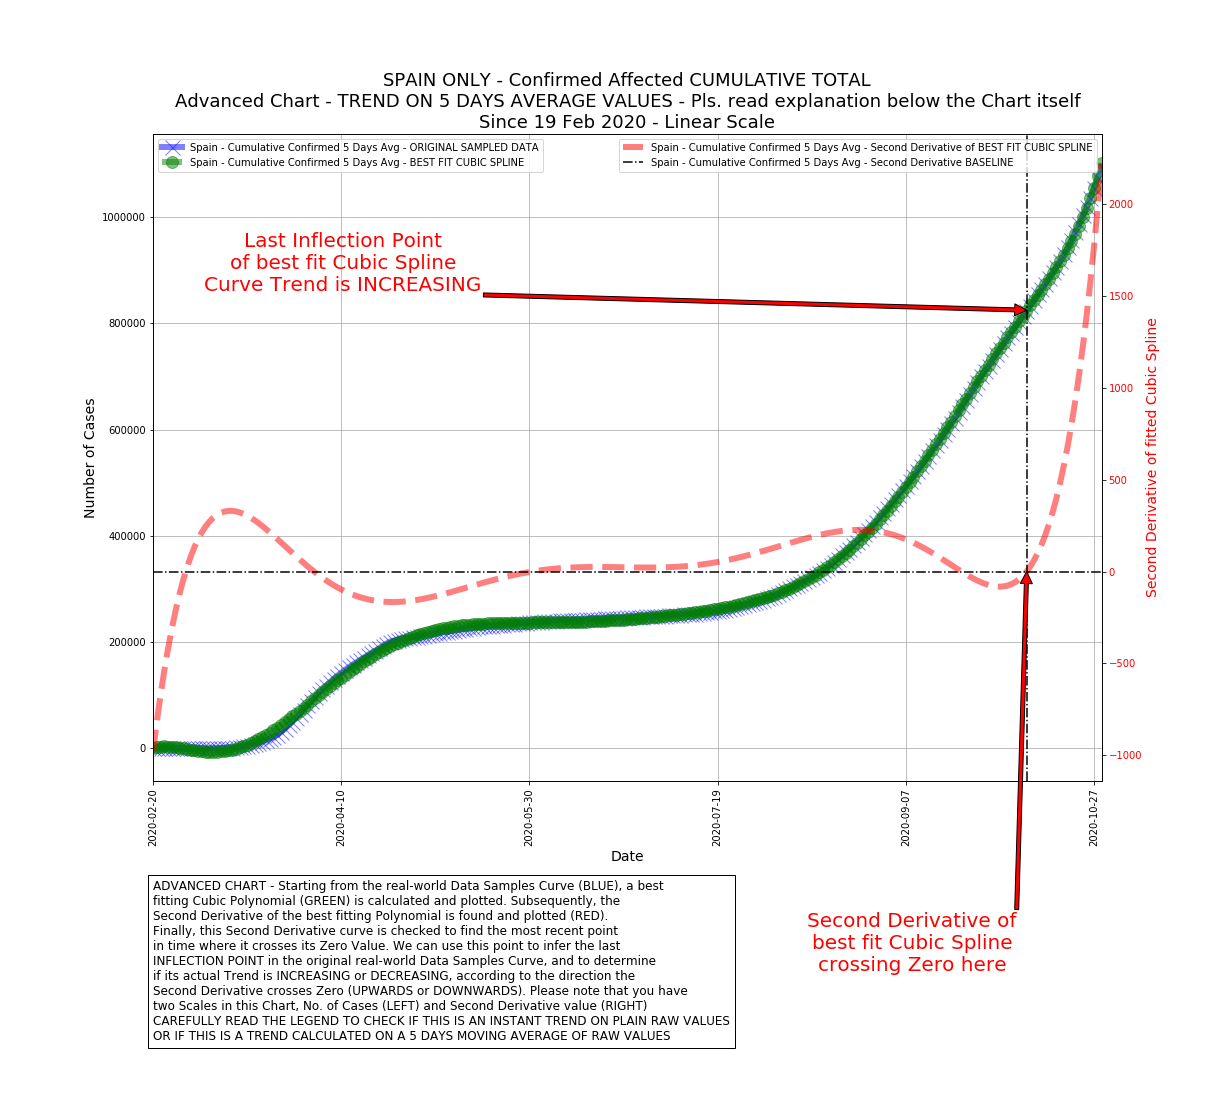 SPAIN ONLY - Confirmed Affected CUMULATIVE TOTAL
Advanced Chart - TREND ON 5 DAYS AVERAGE VALUES - Pls. read explanation below the Chart itself
Since 19 Feb 2020 - Linear Scale
Spain - Cumulative Confirmed 5 Days Avg - ORIGINAL SAMPLED DATA
Spain - Cumulative Confirmed 5 Days Avg - BEST FIT CUBIC SPLINE
Spain - Cumulative Confirmed 5 Days Avg - Second Derivative of BEST FIT CUBIC SPLINE
Spain - Cumulative Confirmed 5 Days Avg - Second Derivative BASELINE
Last Inflection Point
of best fit Cubic Spline
Curve Trend is INCREASING
Number of Cases
1000000
800000
600000
400000
200000
0
2000
1500
1000
500
0
−500
−1000
Second Derivative of fitted Cubic Spline
2020-02-20
2020-04-10
2020-05-30
2020-07-19
2020-09-07
2020-10-27
Date
ADVANCED CHART - Starting from the real-world Data Samples Curve (BLUE), a best
fitting Cubic Polynomial (GREEN) is calculated and plotted. Subsequently, the
Second Derivative of the best fitting Polynomial is found and plotted (RED).
Finally, this Second Derivative curve is checked to find the most recent point
in time where it crosses its Zero Value. We can use this point to infer the last
INFLECTION POINT in the original real-world Data Samples Curve, and to determine
if its actual Trend is INCREASING or DECREASING, according to the direction the
Second Derivative crosses Zero (UPWARDS or DOWNWARDS). Please note that you have
two Scales in this Chart, No. of Cases (LEFT) and Second Derivative value (RIGHT)
CAREFULLY READ THE LEGEND TO CHECK IF THIS IS AN INSTANT TREND ON PLAIN RAW VALUES
OR IF THIS IS A TREND CALCULATED ON A 5 DAYS MOVING AVERAGE OF RAW VALUES
Second Derivative of
best fit Cubic Spline
crossing Zero here